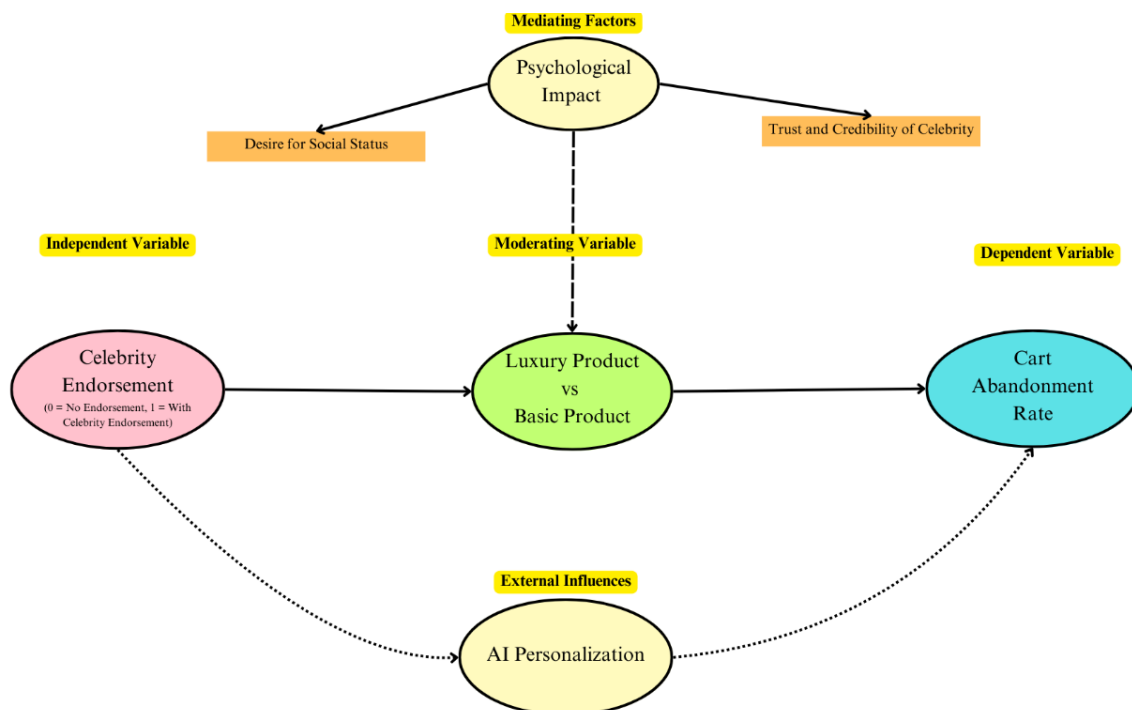 Mediating Factors
Psychological
Impact
Desire for Social Status
Trust and Credibility of Celebrity
Independent Variable
Moderating Variable
Dependent Variable
Celebrity
Endorsement
(0 = No Endorsement, 1 = With
Celebrity Endorsement)
Luxury Product
vs
Basic Product
Cart
Abandonment
Rate
External Influences
AI Personalization